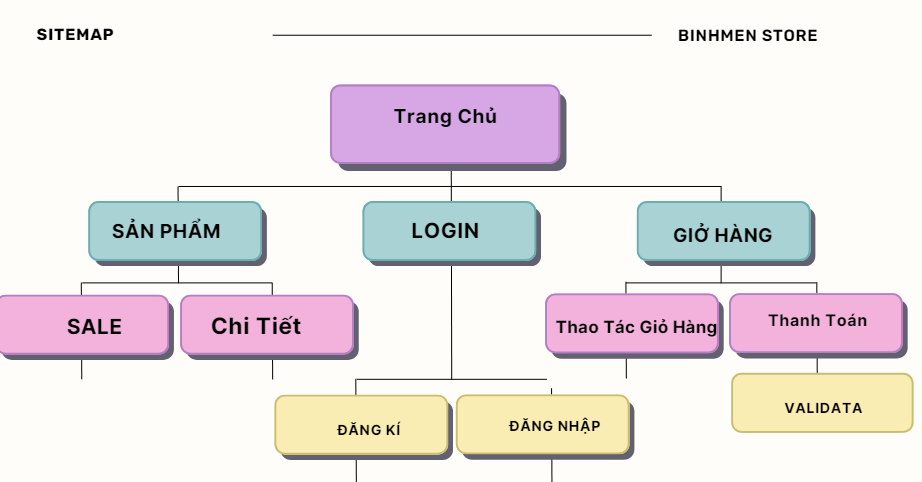 SITEMAP
BINHMEN STORE
Trang Chủ
SẢN PHẨM
LOGIN
GIỞ HÀNG
SALE
Chi Tiết
Thao Tác Giỏ Hàng
Thanh Toán
VALIDATA
ĐĂNG KÍ
ĐĂNG NHẬP